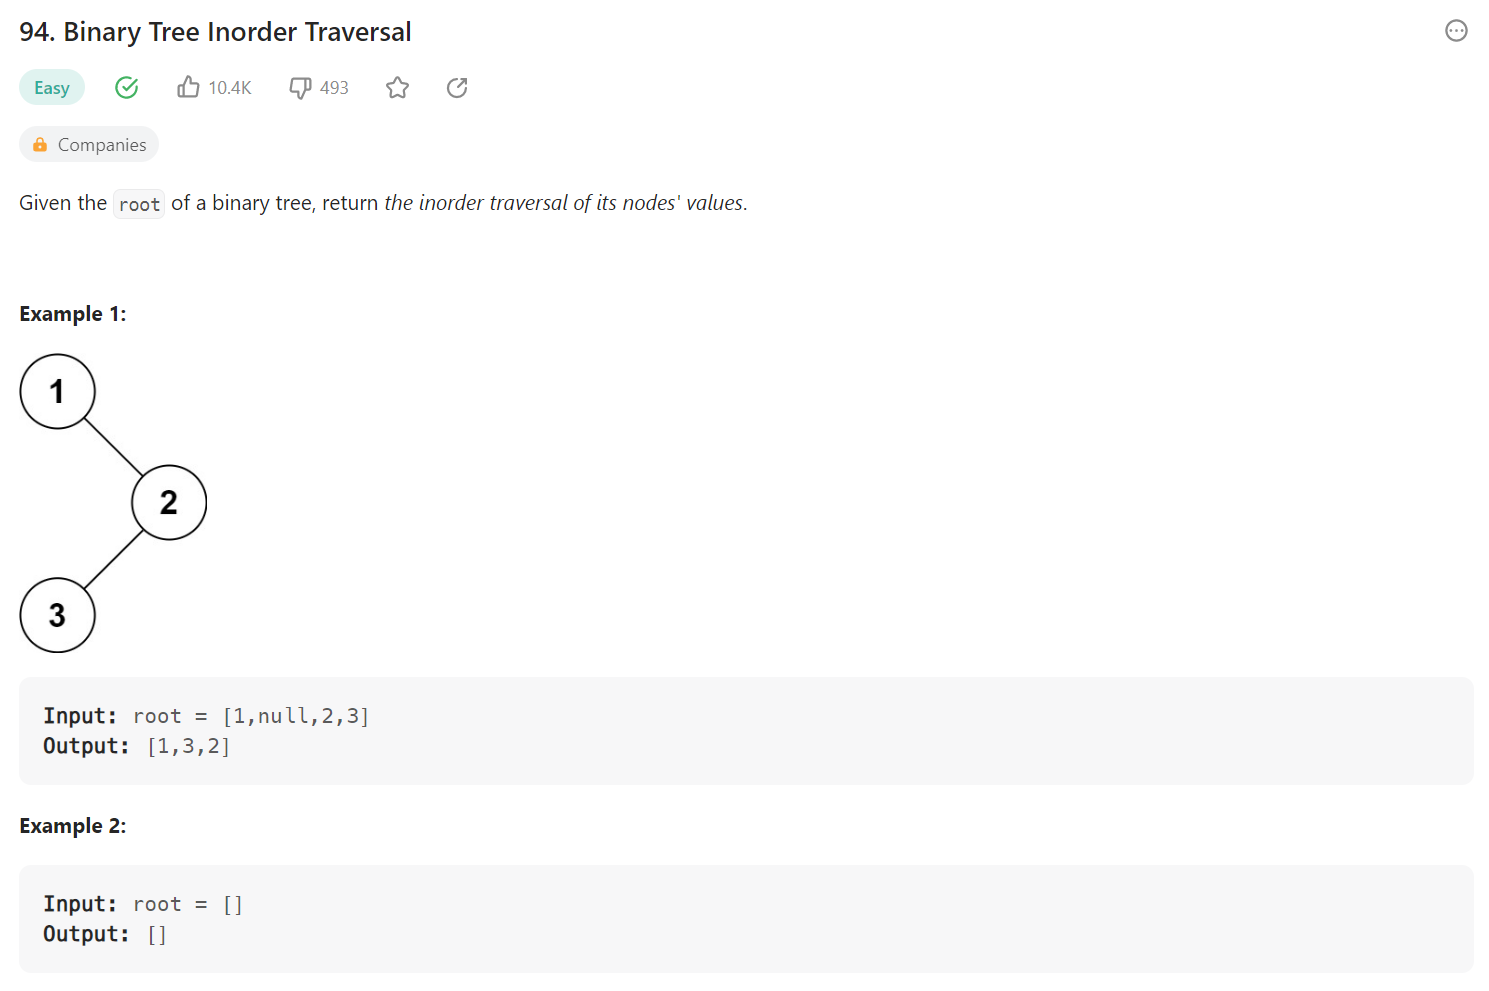 94. Binary Tree Inorder Traversal
Easy 10.4K 493
Companies
Given the root of a binary tree, return the inorder traversal of its nodes' values.
Example 1:
1
2
3
Input: root = [1,null,2,3]
Output: [1,3,2]
Example 2:
Input: root = []
Output: []